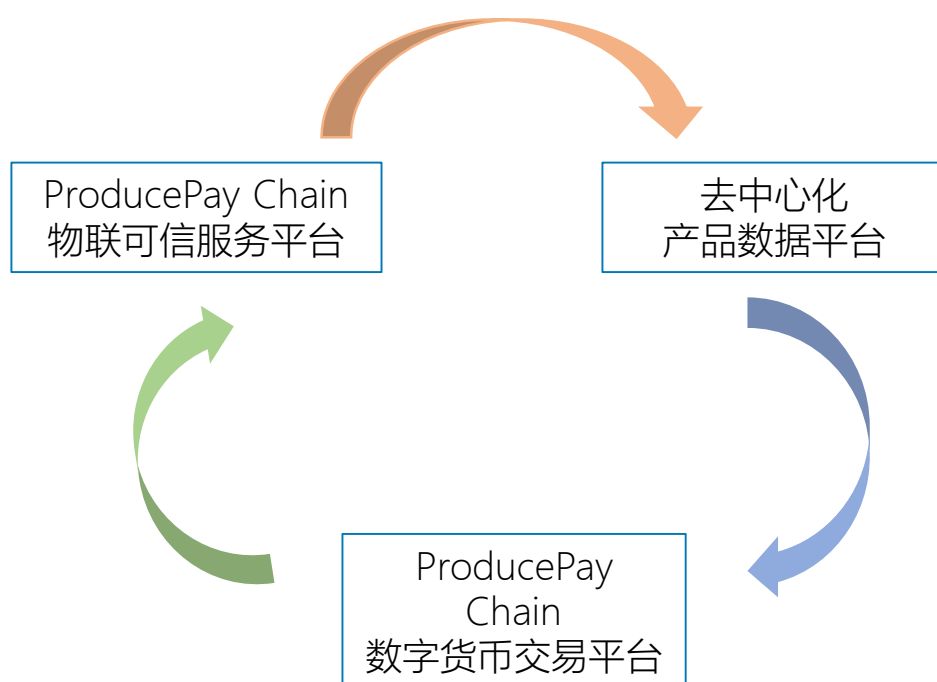 ProducePay Chain
物联可信服务平台
去中心化
产品数据平台
ProducePay
Chain
数字货币交易平台